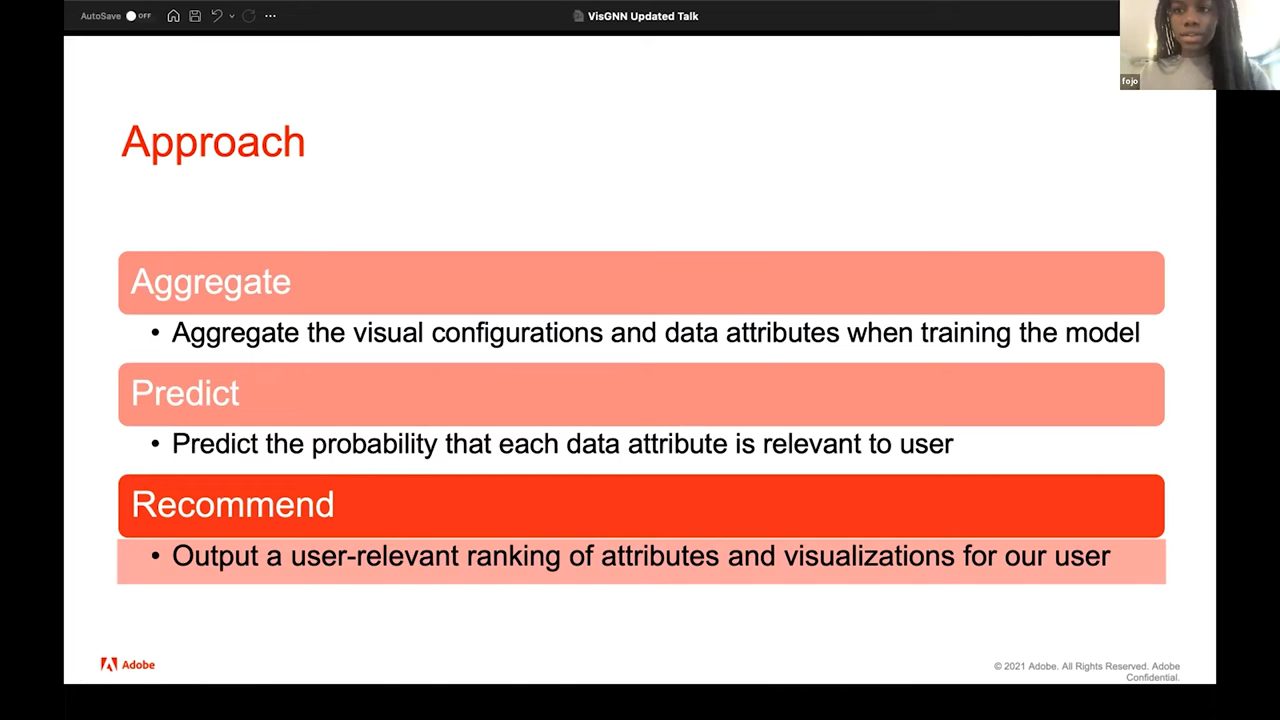 AutoSave OFF
VisGNN Updated Talk
fojo
Approach
Aggregate
• Aggregate the visual configurations and data attributes when training the model
Predict
• Predict the probability that each data attribute is relevant to user
Recommend
• Output a user-relevant ranking of attributes and visualizations for our user
Adobe
© 2021 Adobe. All Rights Reserved. Adobe
Confidential.